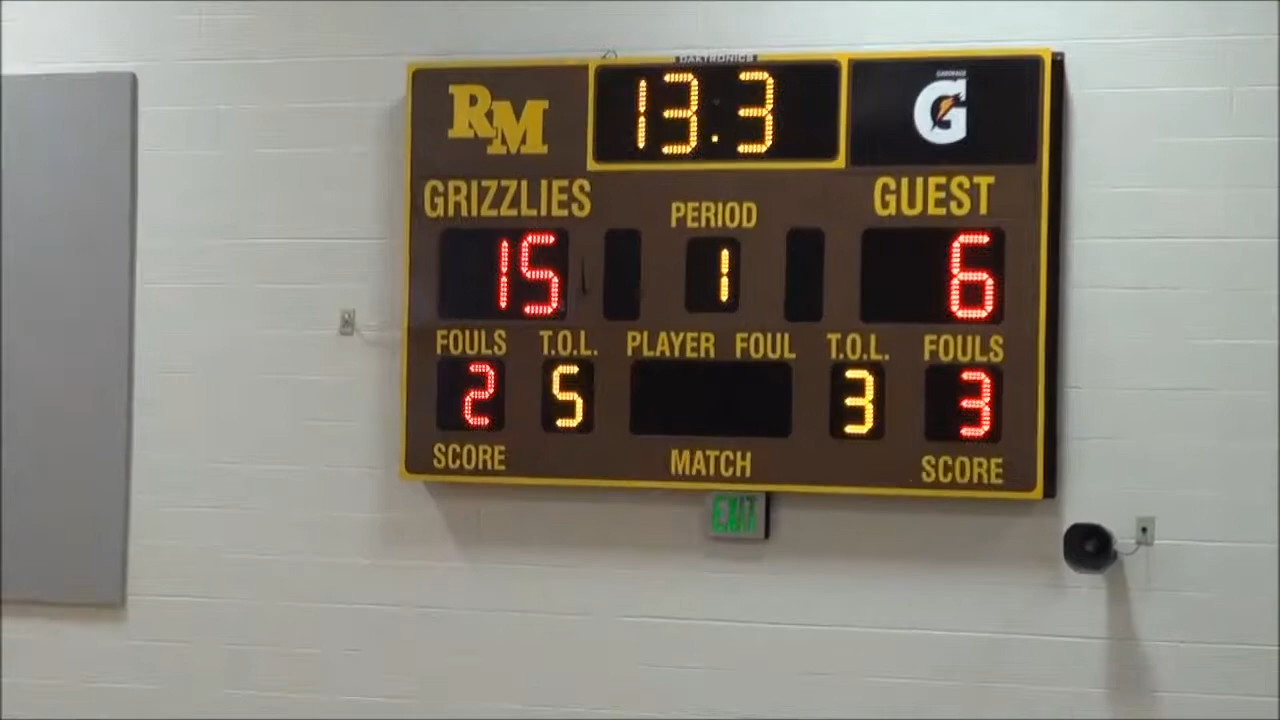 DAKTRONICS
RM
13.3
G
GRIZZLIES
PERIOD
GUEST
15
1
6
FOULS T.O.L. PLAYER FOUL T.O.L. FOULS
2 5 3 3
SCORE MATCH SCORE
EXIT